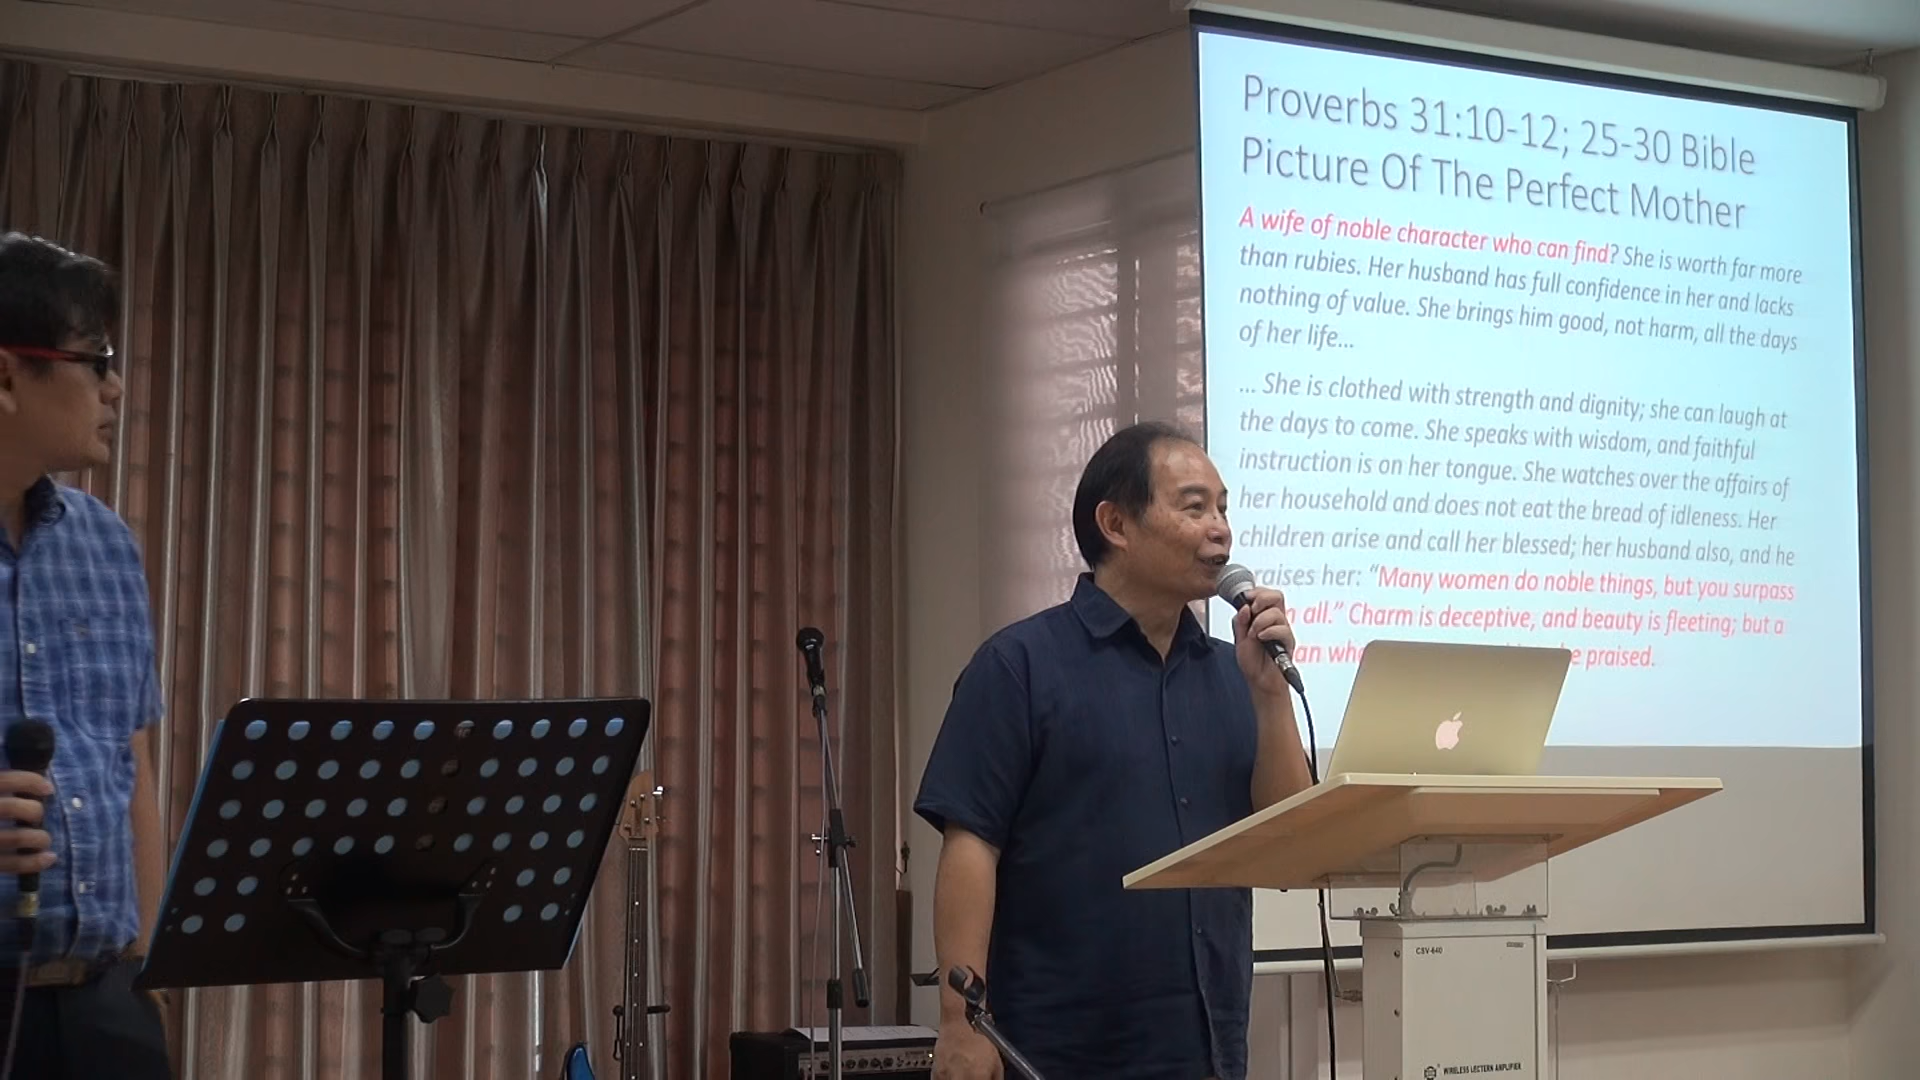 Proverbs 31:10-12; 25-30 Bible
Picture Of The Perfect Mother
A wife of noble character who can find? She is worth far more
than rubies. Her husband has full confidence in her and lacks
nothing of value. She brings him good, not harm, all the days
of her life...
... She is clothed with strength and dignity; she can laugh at
the days to come. She speaks with wisdom, and faithful
instruction is on her tongue. She watches over the affairs of
her household and does not eat the bread of idleness. Her
children arise and call her blessed; her husband also, and he
raises her: “Many women do noble things, but you surpass
all.” Charm is deceptive, and beauty is fleeting; but a
praised.
CSV-640
WIRELESS LECTERN AMPLIFIER